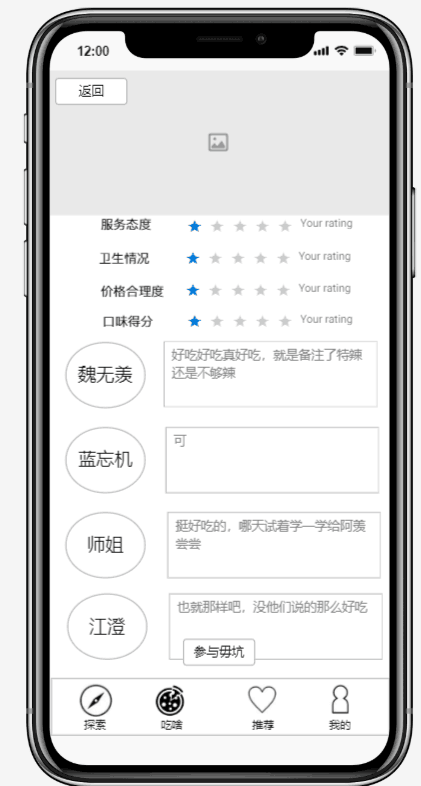 12:00
返回
服务态度 Your rating
卫生情况 Your rating
价格合理度 Your rating
口味得分 Your rating
魏无羡
好吃好吃真好吃，就是备注了特辣
还是不够辣
蓝忘机
可
师姐
挺好吃的，哪天试着学一学给阿羡
尝尝
江澄
也就那样吧，没他们说的那么好吃
参与毋坑
探索 吃啥 推荐 我的